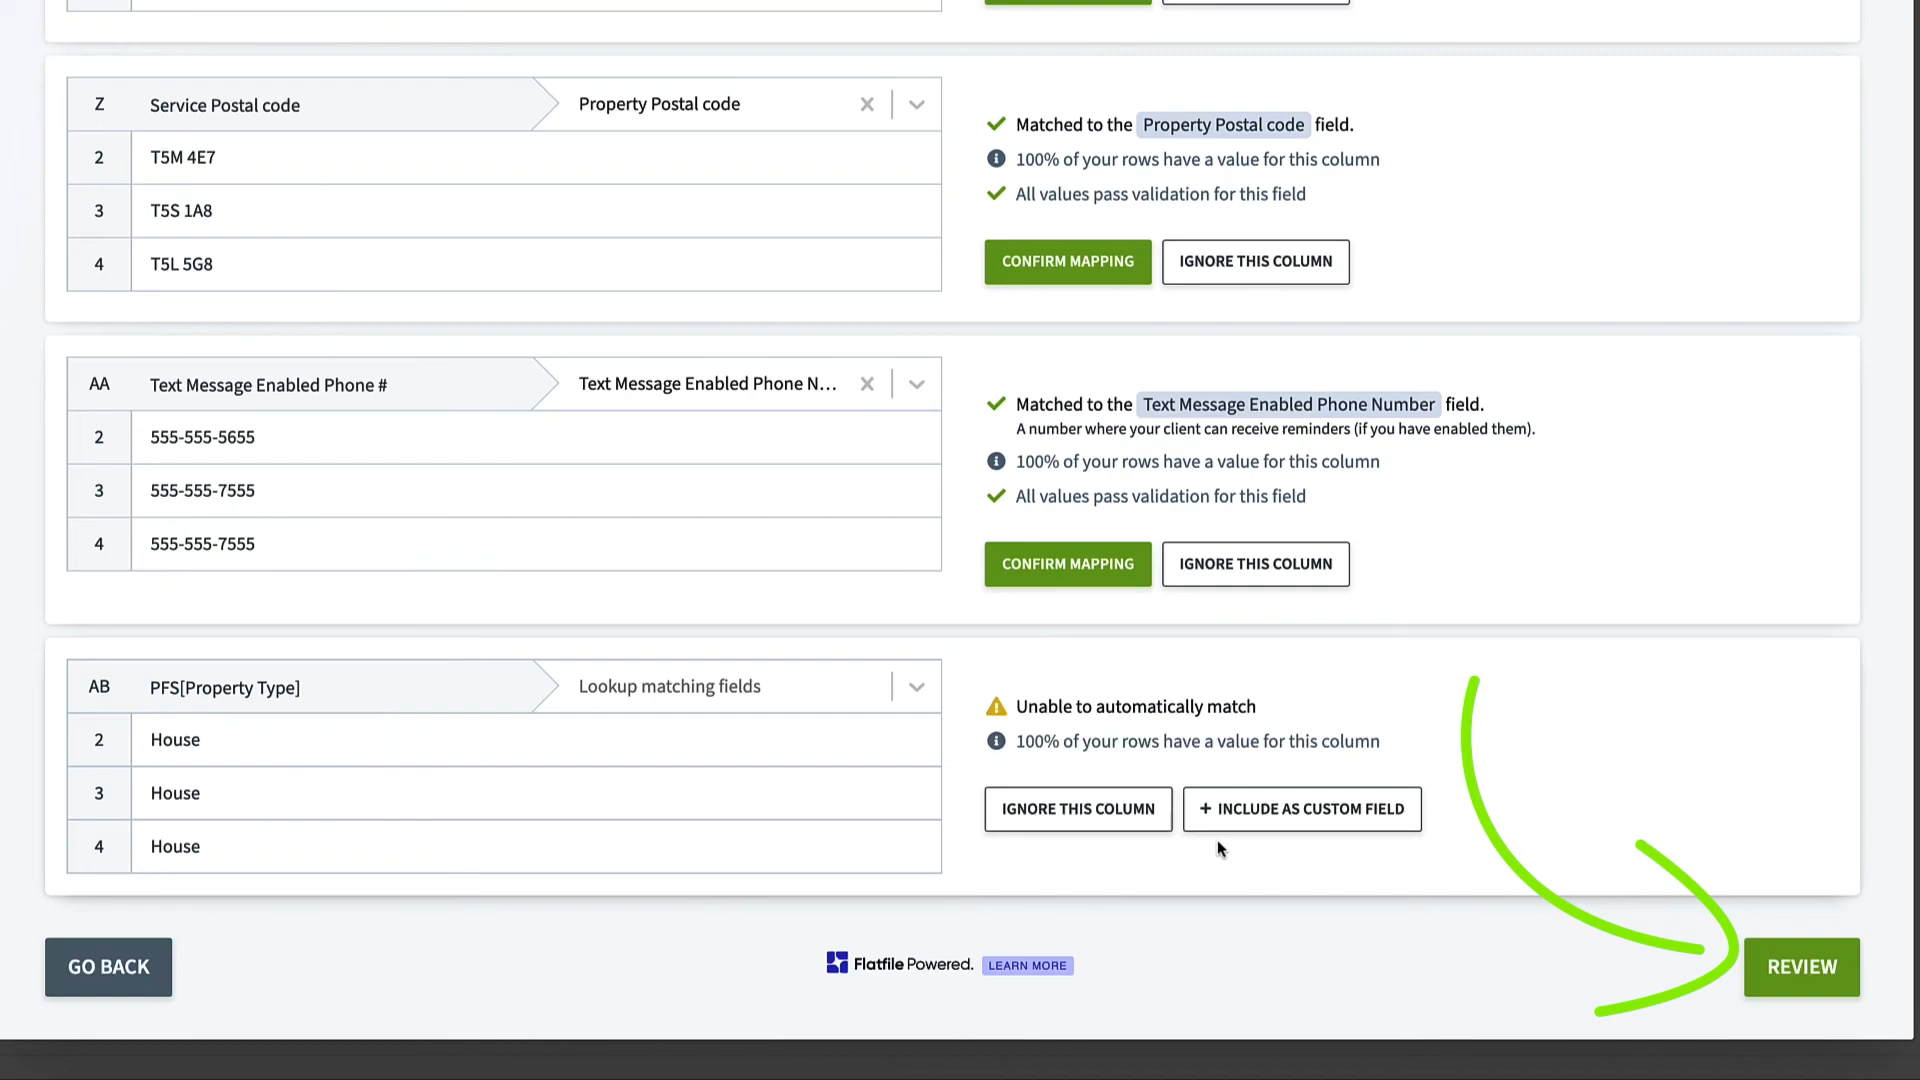 Z Service Postal code Property Postal code
2 T5M 4E7
3 T5S 1A8
4 T5L 5G8
Matched to the Property Postal code field.
100% of your rows have a value for this column
All values pass validation for this field
CONFIRM MAPPING IGNORE THIS COLUMN
AA Text Message Enabled Phone # Text Message Enabled Phone N...
2 555-555-5655
3 555-555-7555
4 555-555-7555
Matched to the Text Message Enabled Phone Number field.
A number where your client can receive reminders (if you have enabled them).
100% of your rows have a value for this column
All values pass validation for this field
CONFIRM MAPPING IGNORE THIS COLUMN
AB PFS[Property Type] Lookup matching fields
2 House
3 House
4 House
Unable to automatically match
100% of your rows have a value for this column
IGNORE THIS COLUMN + INCLUDE AS CUSTOM FIELD
GO BACK Flatfile Powered. LEARN MORE REVIEW